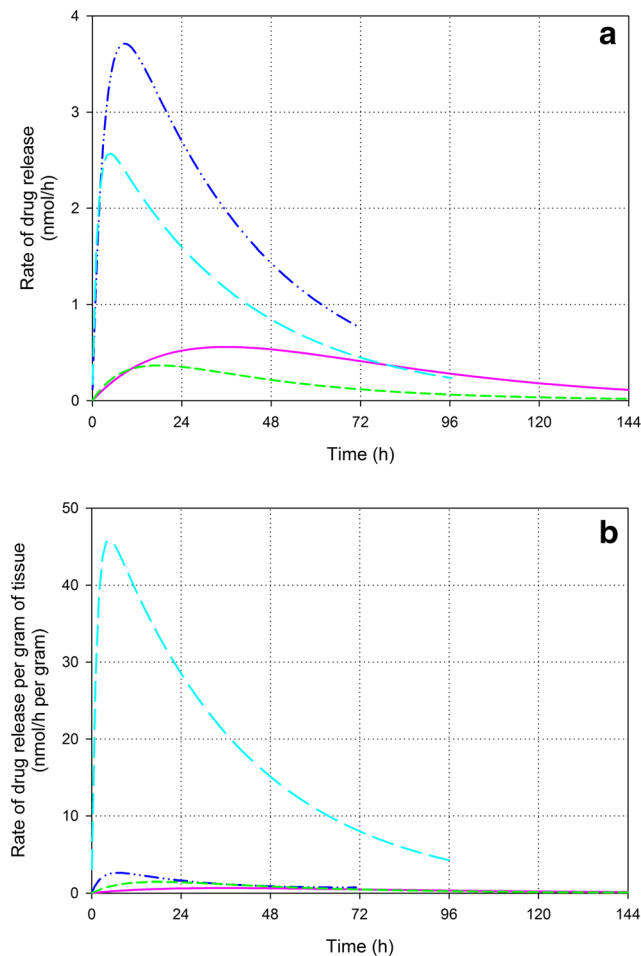 a
4
3
2
1
0
Rate of drug release
(nmol/h)
0 24 48 72 96 120 144
Time (h)
b
50
40
30
20
10
0
Rate of drug release per gram of tissue
(nmol/h per gram)
0 24 48 72 96 120 144
Time (h)